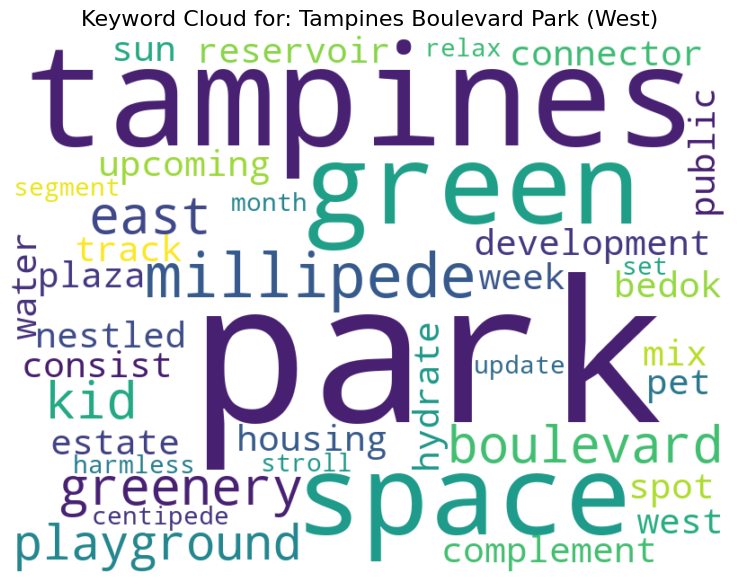 Keyword Cloud for: Tampines Boulevard Park (West)
sun
reservoir
relax
connector
tampines
public
upcoming
green
segment
month
east
track
development
water
plaza
millipede
week
set
bedok
nestled
park
consist
hydrate
update
mix
kid
pet
estate
housing
boulevard
harmless
stroll
greenery
space
spot
centipede
west
playground
complement